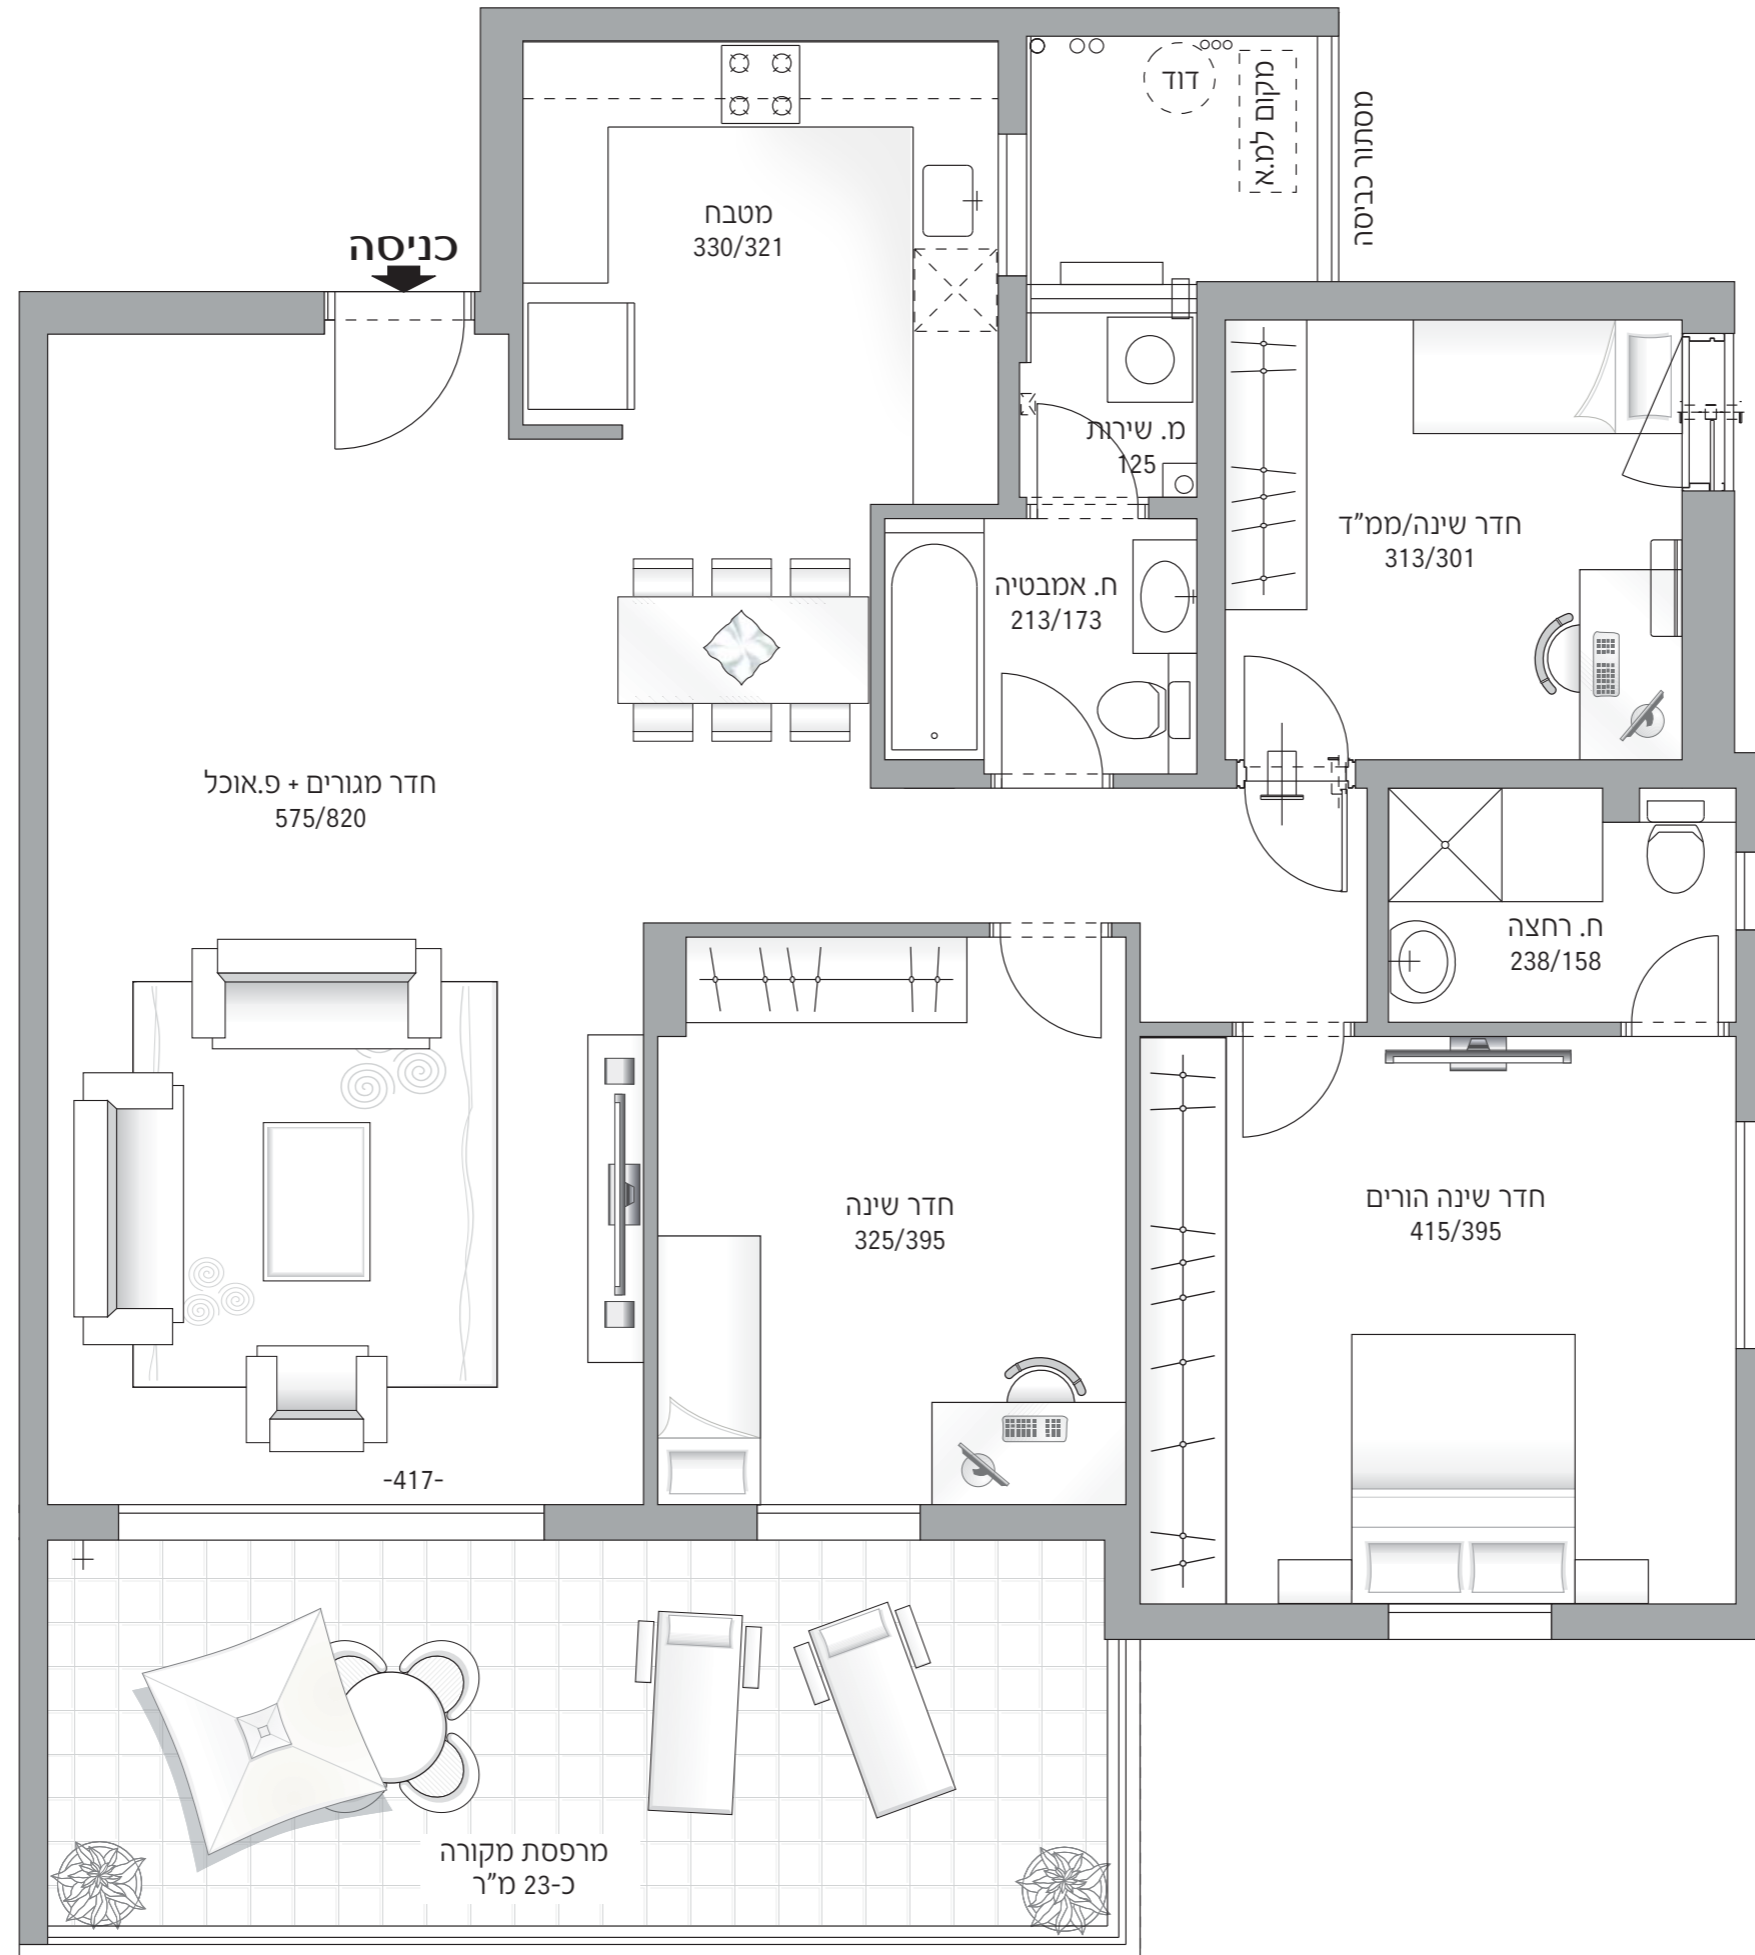 דוד
מקום למ.א
מסתור כביסה
מטבח
330/321
כניסה
מ. שירות
125
חדר שינה/ממ"ד
313/301
ח. אמבטיה
213/173
חדר מגורים + פ.אוכל
575/820
ח. רחצה
238/158
חדר שינה
325/395
חדר שינה הורים
415/395
-417-
מרפסת מקורה
כ-23 מ"ר